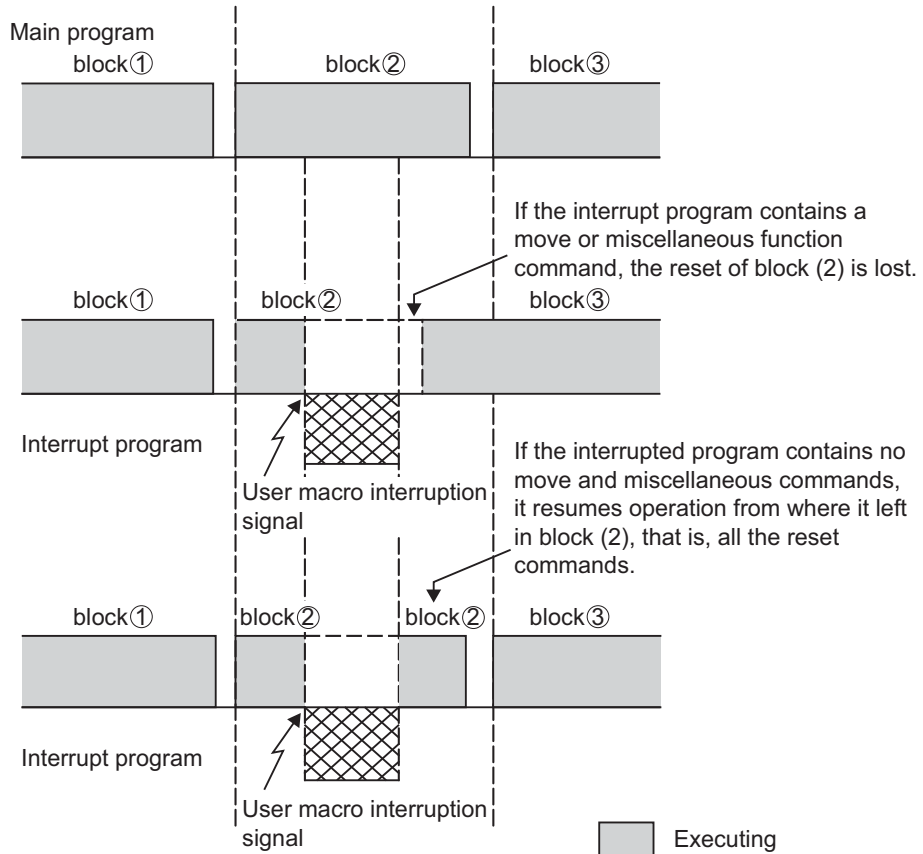 Main program
block①
block②
block③
If the interrupt program contains a
move or miscellaneous function
command, the reset of block (2) is lost.
block①
block②
block③
Interrupt program
User macro interruption
signal
If the interrupted program contains no
move and miscellaneous commands,
it resumes operation from where it left
in block (2), that is, all the reset
commands.
block①
block②
block②
block③
Interrupt program
User macro interruption
signal
Executing